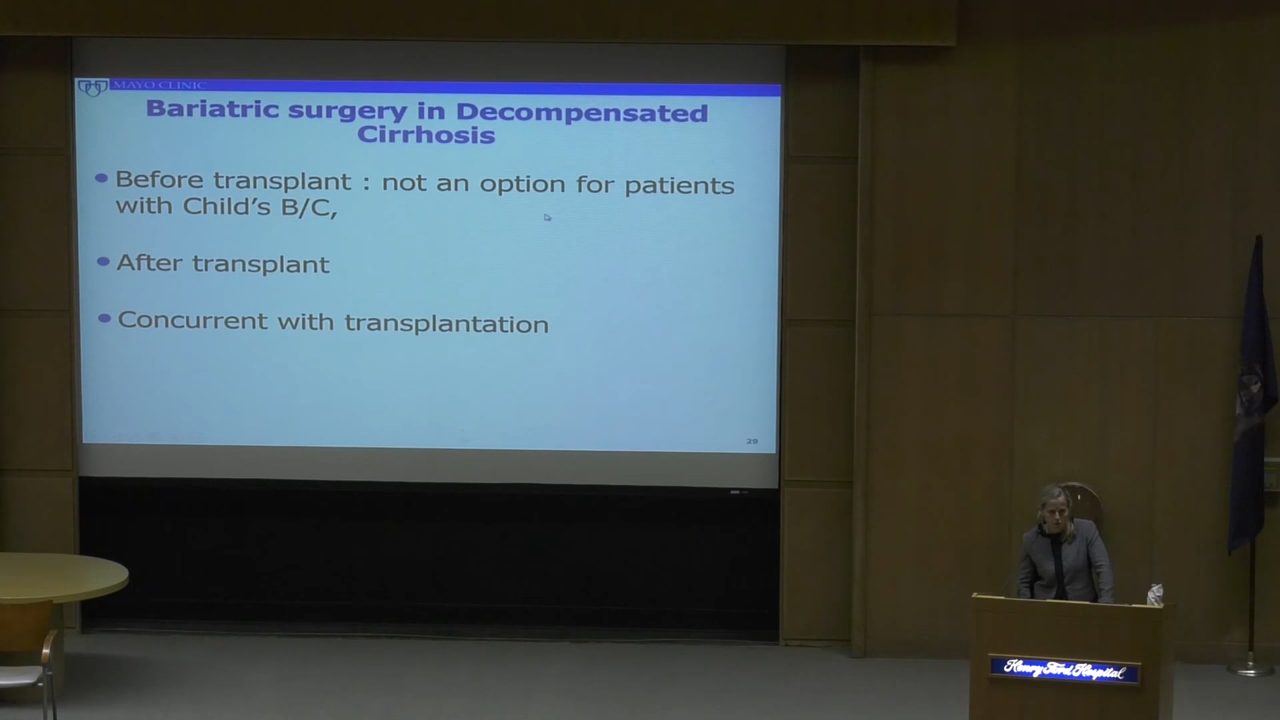 MAYO CLINIC
Bariatric surgery in Decompensated
Cirrhosis
• Before transplant : not an option for patients
with Child's B/C,
• After transplant
• Concurrent with transplantation
29
Henry Ford Hospital